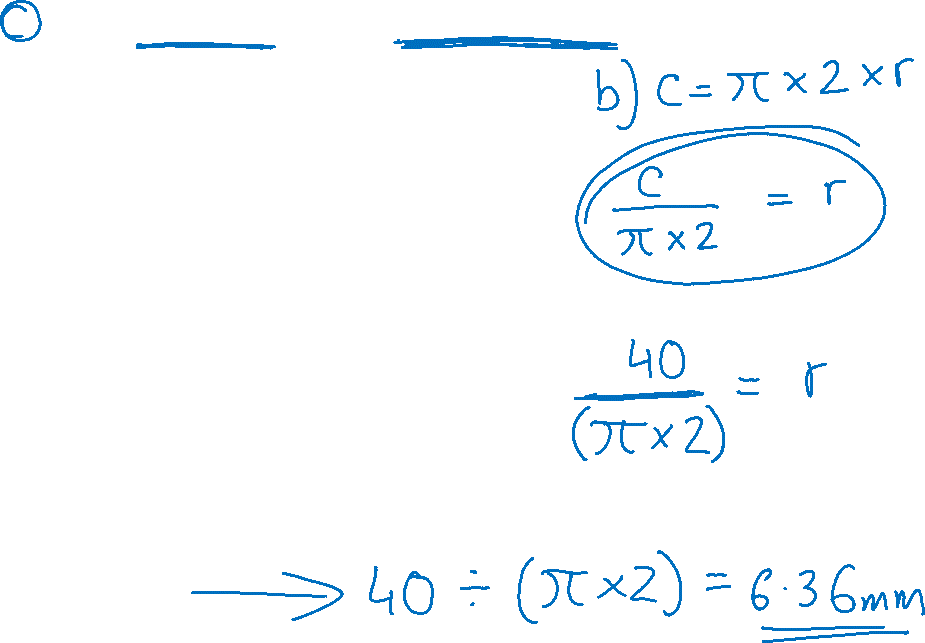 b) C = π × 2 × r
C
π × 2 = r
40
(π × 2) = r
→ 40 ÷ (π × 2) = 6.36mm